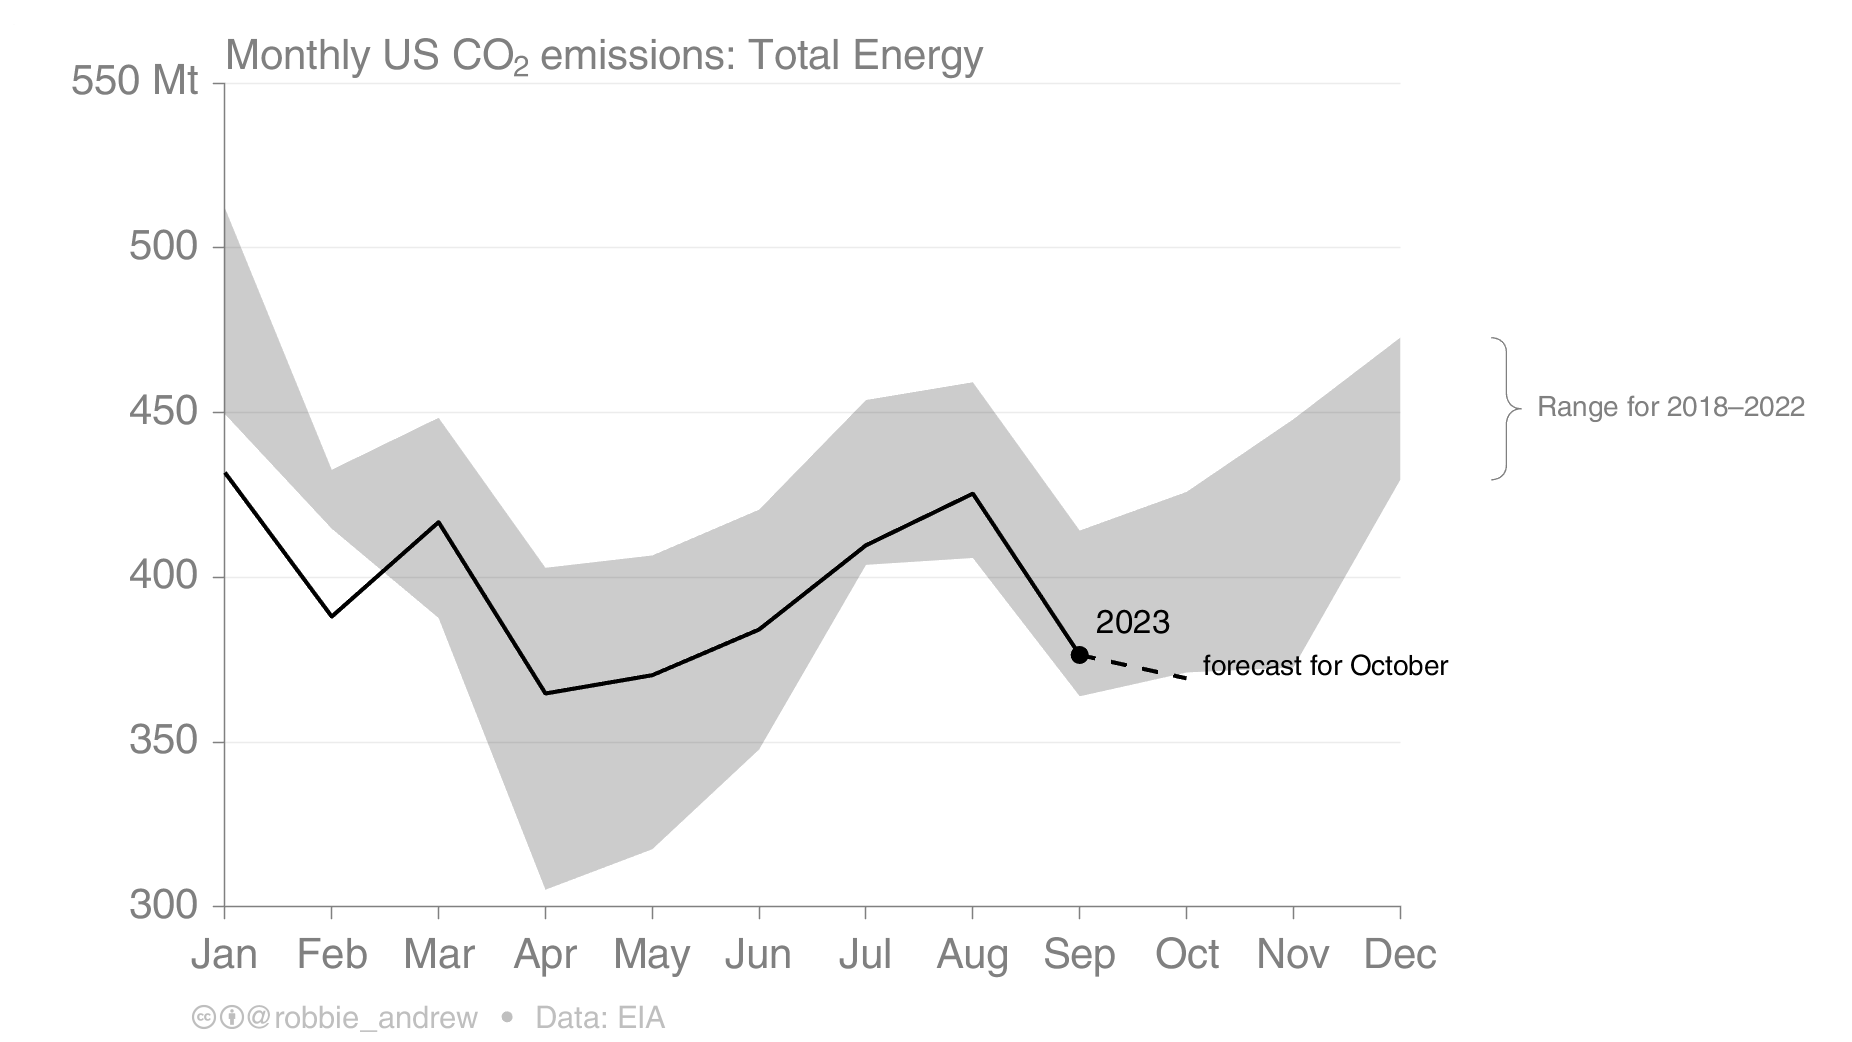 Monthly US CO₂ emissions: Total Energy
550 Mt
500
450
400
350
300
Range for 2018–2022
2023
forecast for October
Jan Feb Mar Apr May Jun Jul Aug Sep Oct Nov Dec
cc @robbie_andrew • Data: EIA